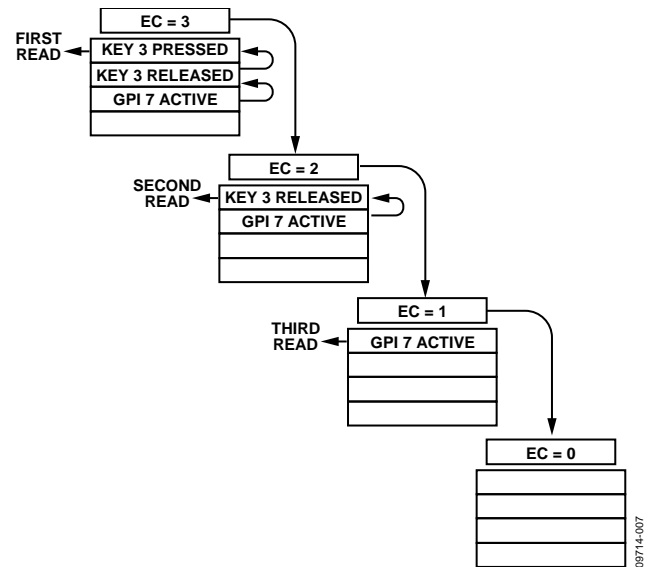 EC = 3
FIRST
READ
KEY 3 PRESSED
KEY 3 RELEASED
GPI 7 ACTIVE
EC = 2
SECOND
READ
KEY 3 RELEASED
GPI 7 ACTIVE
EC = 1
THIRD
READ
GPI 7 ACTIVE
EC = 0
09714-007